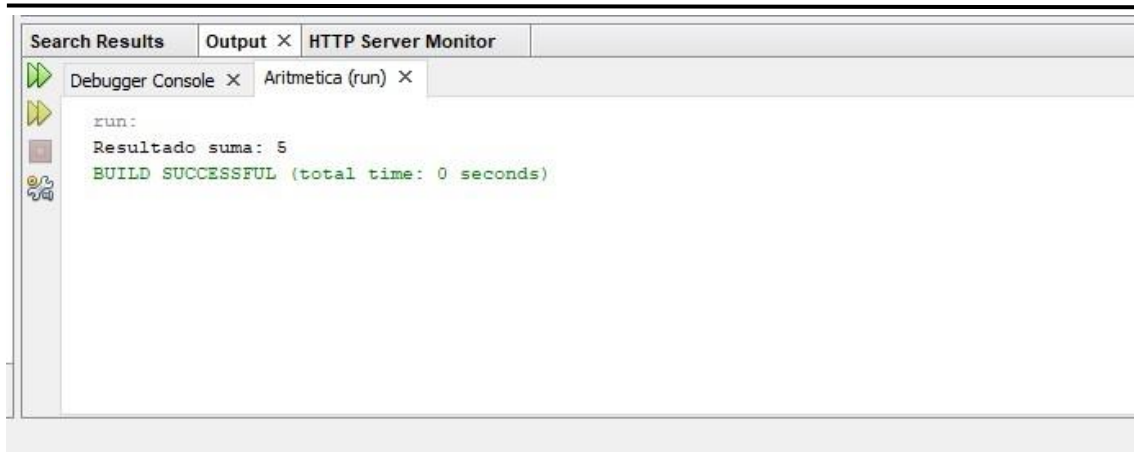 Search Results Output × HTTP Server Monitor
Debugger Console × Aritmetica (run) ×
run:
Resultado suma: 5
BUILD SUCCESSFUL (total time: 0 seconds)